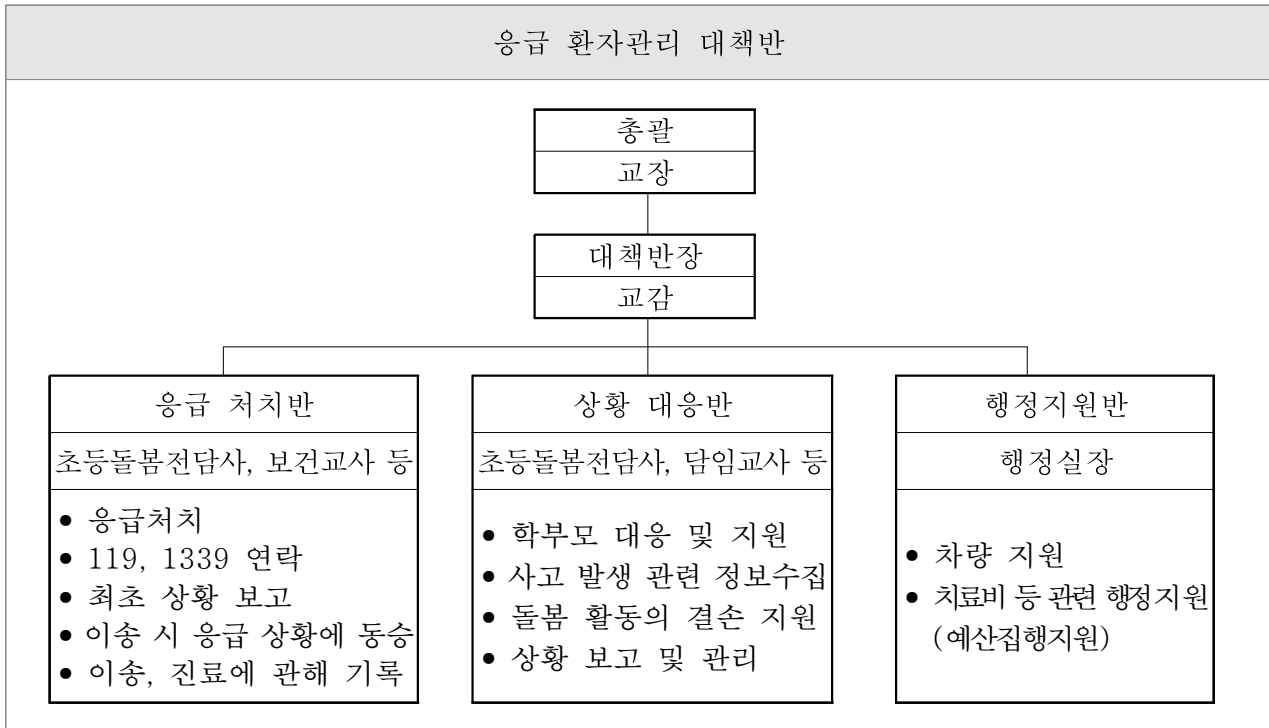 응급 환자관리 대책반
총괄
교장
대책반장
교감
응급 처치반
초등돌봄전담사, 보건교사 등
• 응급처치
• 119, 1339 연락
• 최초 상황 보고
• 이송 시 응급 상황에 동승
• 이송, 진료에 관해 기록
상황 대응반
초등돌봄전담사, 담임교사 등
• 학부모 대응 및 지원
• 사고 발생 관련 정보수집
• 돌봄 활동의 결손 지원
• 상황 보고 및 관리
행정지원반
행정실장
• 차량 지원
• 치료비 등 관련 행정지원
(예산집행지원)